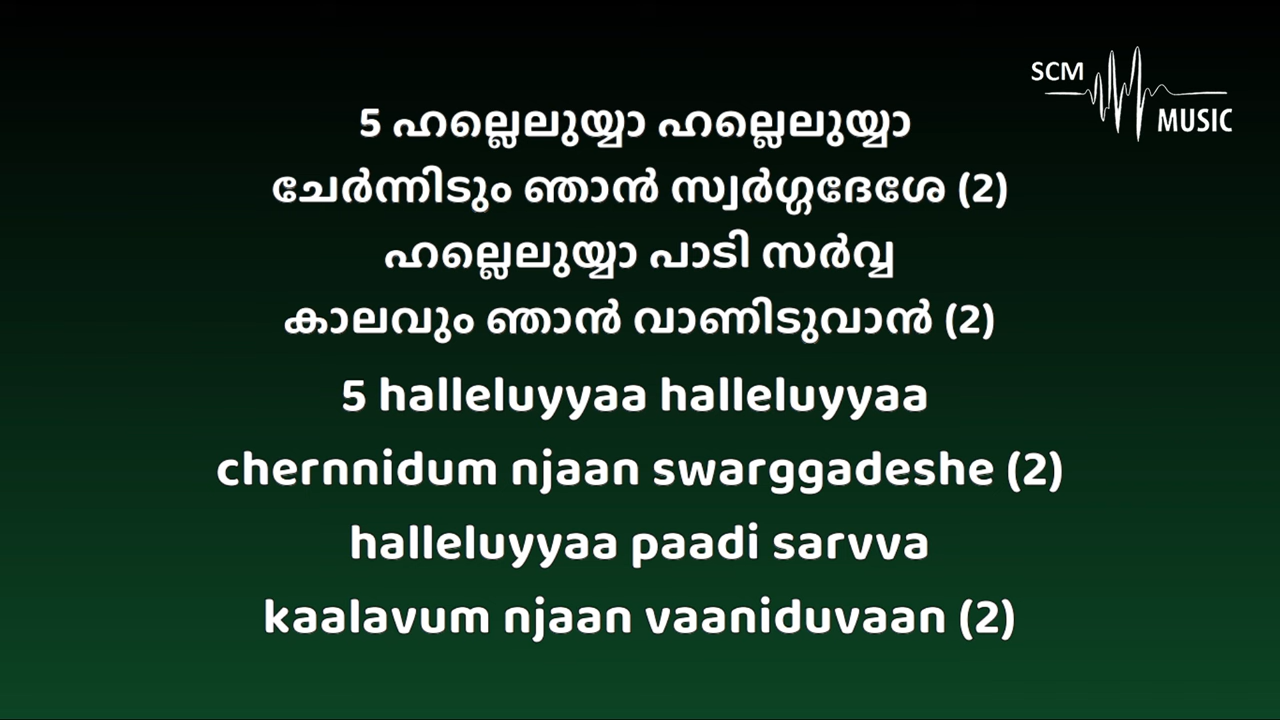 SCM
MUSIC
5 ഹല്ലെലുയ്യാ ഹല്ലെലുയ്യാ
ചേർന്നിടും ഞാൻ സ്വർഗ്ഗദേശേ (2)
ഹല്ലെലുയ്യാ പാടി സർവ്വ
കാലവും ഞാൻ വാണിടുവാൻ (2)
5 halleluyyaa halleluyyaa
chernnidum njaan swarggadeshe (2)
halleluyyaa paadi sarvva
kaalavum njaan vaaniduvaan (2)